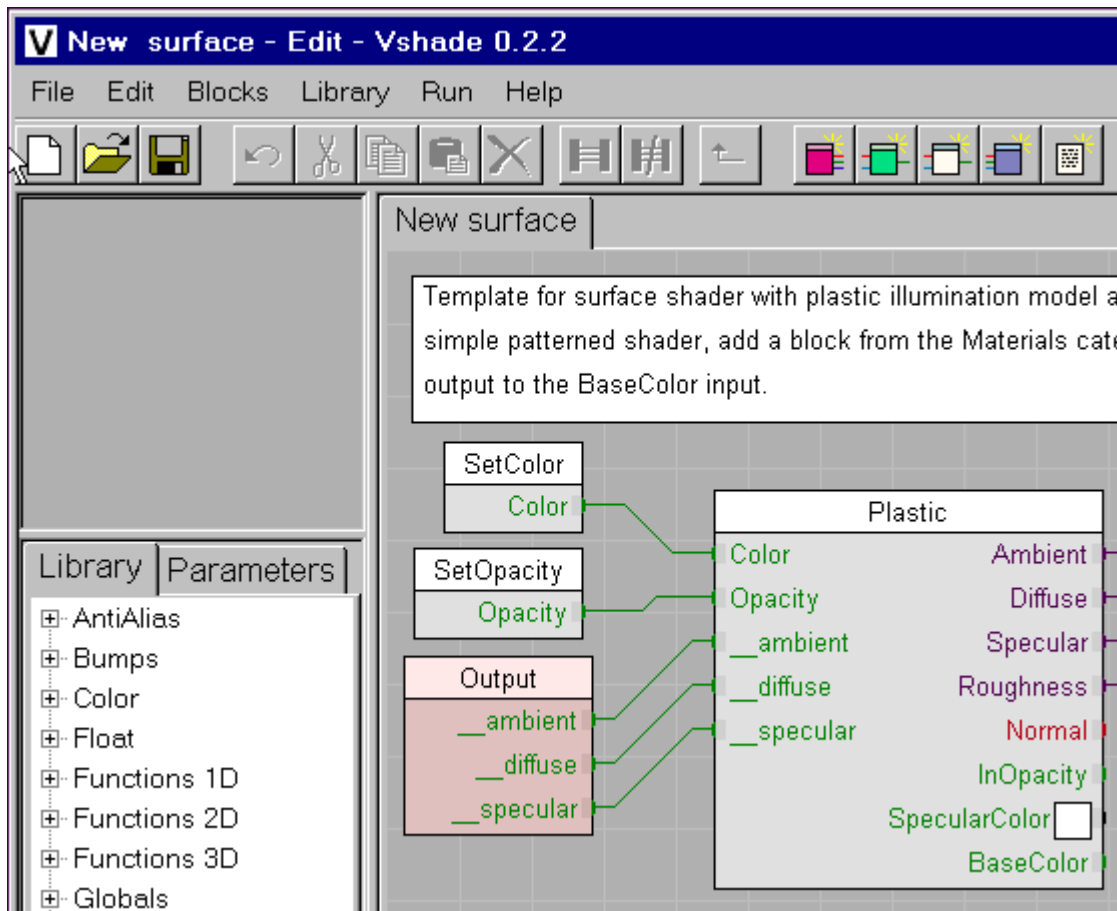 New surface - Edit - Vshade 0.2.2
File Edit Blocks Library Run Help
New surface
Template for surface shader with plastic illumination model a
simple patterned shader, add a block from the Materials cate
output to the BaseColor input.
SetColor
Color
SetOpacity
Opacity
Output
__ambient
__diffuse
__specular
Plastic
Color Ambient
Opacity Diffuse
__ambient Specular
__diffuse Roughness
__specular Normal
InOpacity
SpecularColor
BaseColor
Library Parameters
AntiAlias
Bumps
Color
Float
Functions 1D
Functions 2D
Functions 3D
Globals